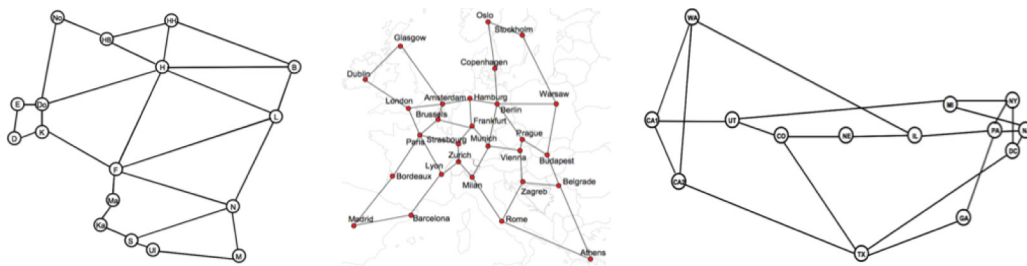 No
HH
HB
H
B
E
Do
L
D
K
F
Ma
N
Ka
S
Ul
M
Oslo
Stockholm
Glasgow
Copenhagen
Dublin
Hamburg
Amsterdam
Warsaw
London
Berlin
Brussels
Frankfurt
Prague
Paris
Strasbourg
Munich
Vienna
Zurich
Budapest
Lyon
Bordeaux
Milan
Belgrade
Zagreb
Madrid
Barcelona
Rome
Athens
WA
MI
NY
CA1
UT
PA
CO
NE
IL
DC
CA2
GA
TX